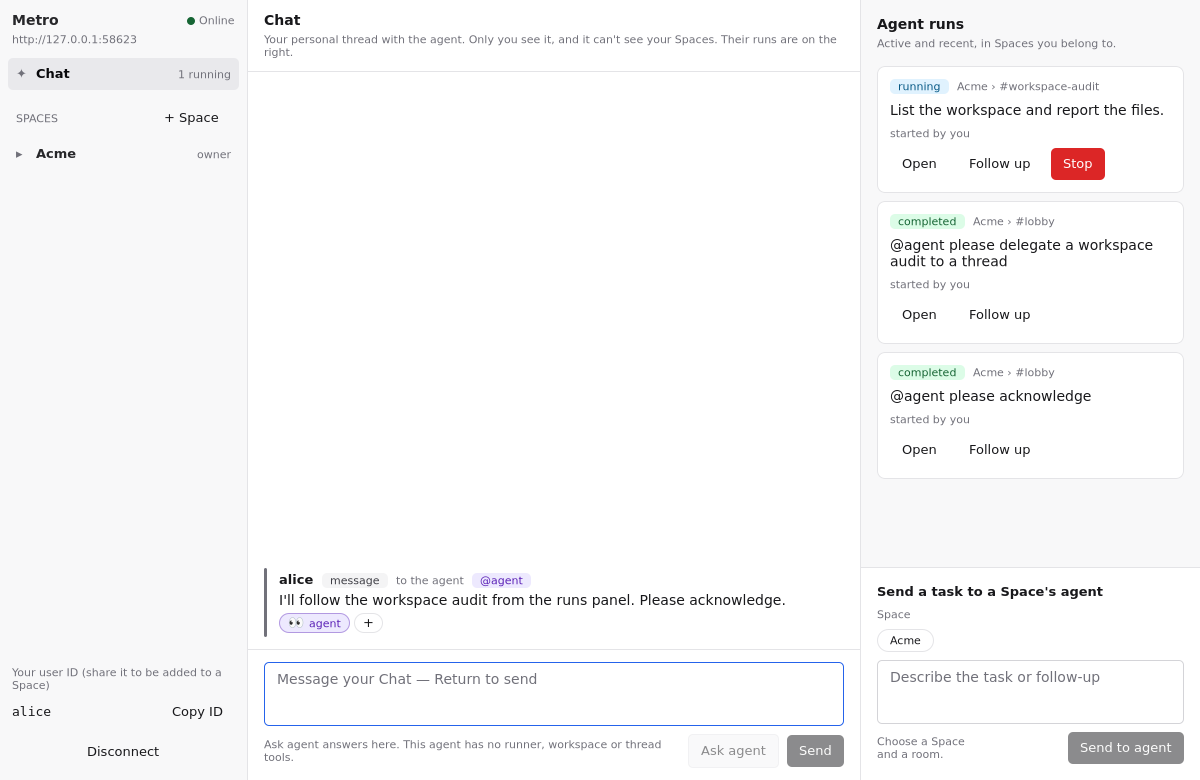 Metro
Online
http://127.0.0.1:58623
✦ Chat
1 running
SPACES
+ Space
▸ Acme
owner
Your user ID (share it to be added to a
Space)
alice
Copy ID
Disconnect
Chat
Your personal thread with the agent. Only you see it, and it can't see your Spaces. Their runs are on the
right.
alice message to the agent @agent
I'll follow the workspace audit from the runs panel. Please acknowledge.
👀 agent +
Message your Chat — Return to send
Ask agent answers here. This agent has no runner, workspace or thread
tools.
Ask agent
Send
Agent runs
Active and recent, in Spaces you belong to.
running Acme › #workspace-audit
List the workspace and report the files.
started by you
Open Follow up Stop
completed Acme › #lobby
@agent please delegate a workspace
audit to a thread
started by you
Open Follow up
completed Acme › #lobby
@agent please acknowledge
started by you
Open Follow up
Send a task to a Space's agent
Space
Acme
Describe the task or follow-up
Choose a Space
and a room.
Send to agent